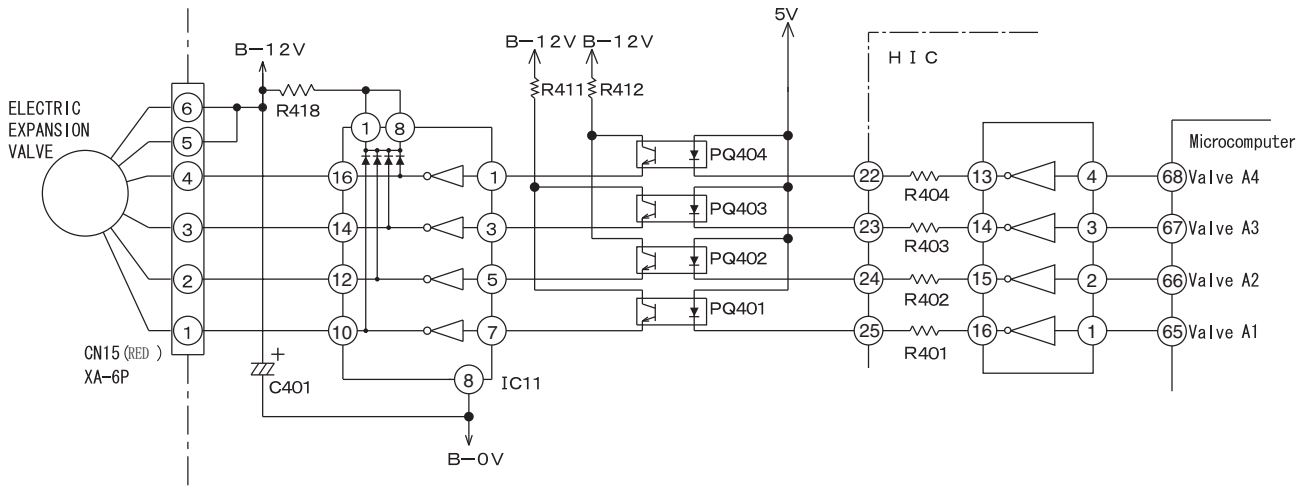 5V
HIC
B-12V
B-12V B-12V
R418
R411
R412
ELECTRIC
EXPANSION
VALVE
Microcomputer
6
5
4
3
2
1
1
8
16
14
12
10
1
3
5
7
8
IC11
PQ404
PQ403
PQ402
PQ401
22
23
24
25
R404
R403
R402
R401
13
14
15
16
4
3
2
1
68 Valve A4
67 Valve A3
66 Valve A2
65 Valve A1
CN15(RED )
XA-6P
+
C401
B-0V